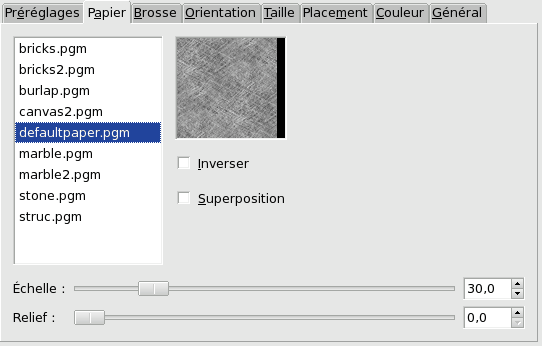 Préréglages Papier Brosse Orientation Taille Placement Couleur Général
bricks.pgm
bricks2.pgm
burlap.pgm
canvas2.pgm
defaultpaper.pgm
marble.pgm
marble2.pgm
stone.pgm
struc.pgm
Inverser
Superposition
Échelle : 30,0
Relief : 0,0